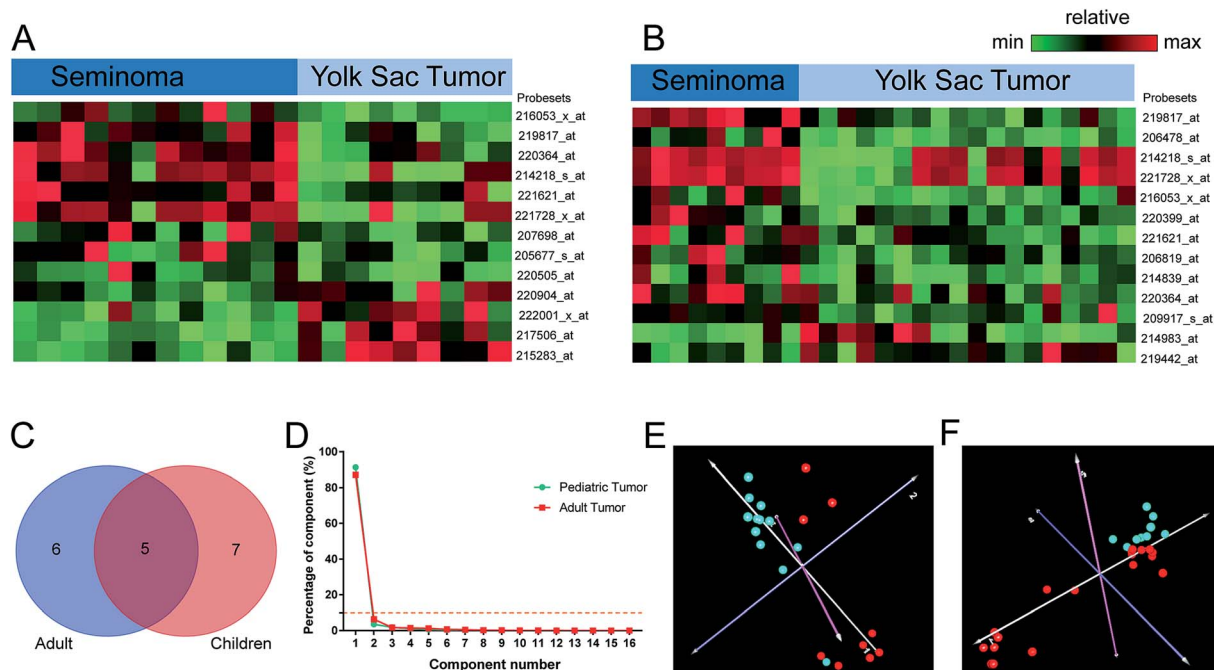 A
Seminoma
Yolk Sac Tumor
Probesets
216053_x_at
219817_at
220364_at
214218_s_at
221621_at
221728_x_at
207698_at
205677_s_at
220505_at
220904_at
222001_x_at
217506_at
215283_at
B
relative
min
max
Seminoma
Yolk Sac Tumor
Probesets
219817_at
206478_at
214218_s_at
221728_x_at
216053_x_at
220399_at
221621_at
206819_at
214839_at
220364_at
209917_s_at
214983_at
219442_at
C
6
5
7
Adult
Children
D
Percentage of component (%)
100
80
60
40
20
0
Pediatric Tumor
Adult Tumor
1 2 3 4 5 6 7 8 9 10 11 12 13 14 15 16
Component number
E
2
F